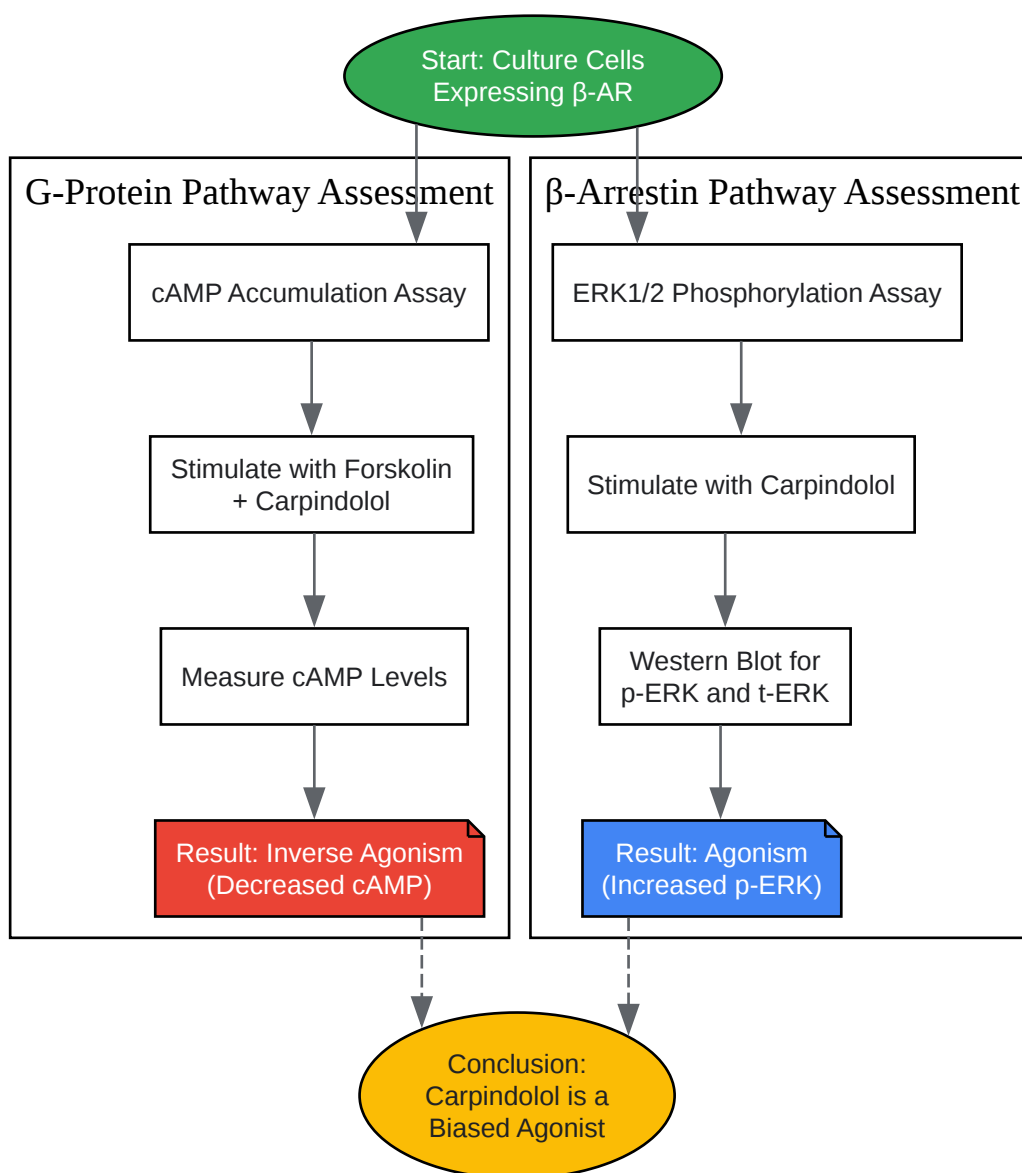 Start: Culture Cells
Expressing β-AR
G-Protein Pathway Assessment
cAMP Accumulation Assay
Stimulate with Forskolin
+ Carpindolol
Measure cAMP Levels
Result: Inverse Agonism
(Decreased cAMP)
β-Arrestin Pathway Assessment
ERK1/2 Phosphorylation Assay
Stimulate with Carpindolol
Western Blot for
p-ERK and t-ERK
Result: Agonism
(Increased p-ERK)
Conclusion:
Carpindolol is a
Biased Agonist